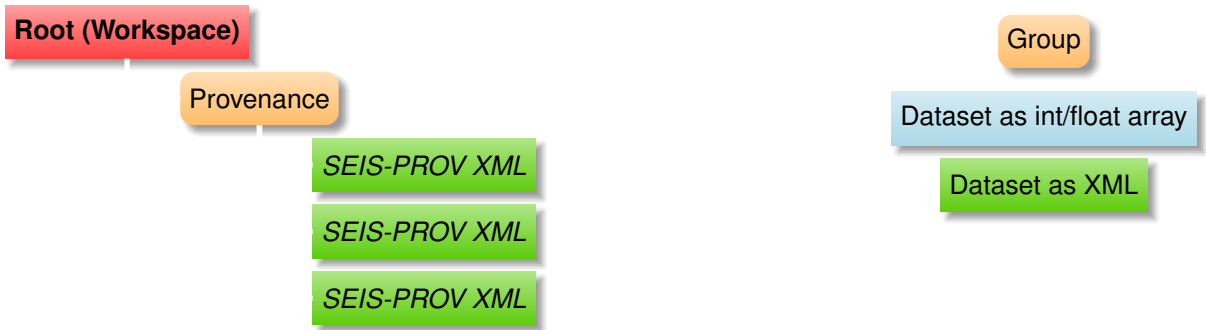 Root (Workspace)
Provenance
SEIS-PROV XML
SEIS-PROV XML
SEIS-PROV XML
Group
Dataset as int/float array
Dataset as XML